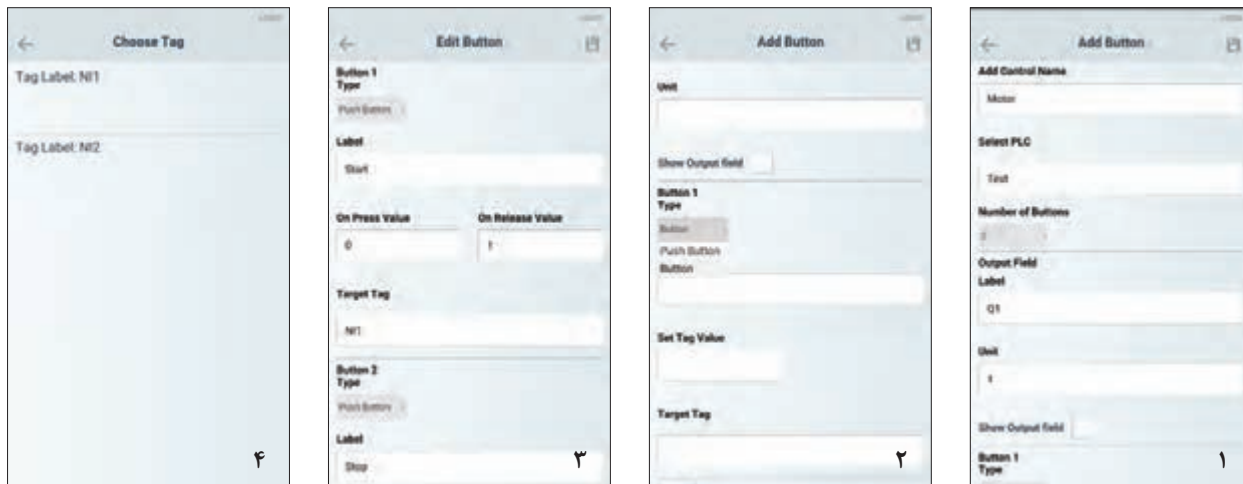 Add Button
Add Control Name
Motor
Select PLC
Test
Number of Buttons
Output Field
Label
Q1
Unit
1
Show Output field
Button 1
Type
۱
Add Button
Unit
Show Output field
Button 1
Type
Button
Push Button
Button
Set Tag Value
Target Tag
۲
Edit Button
Button 1
Type
Push Button
Label
Start
On Press Value On Release Value
0 1
Target Tag
NI1
Button 2
Type
Push Button
Label
Stop
۳
Choose Tag
Tag Label: NI1
Tag Label: NI2
۴